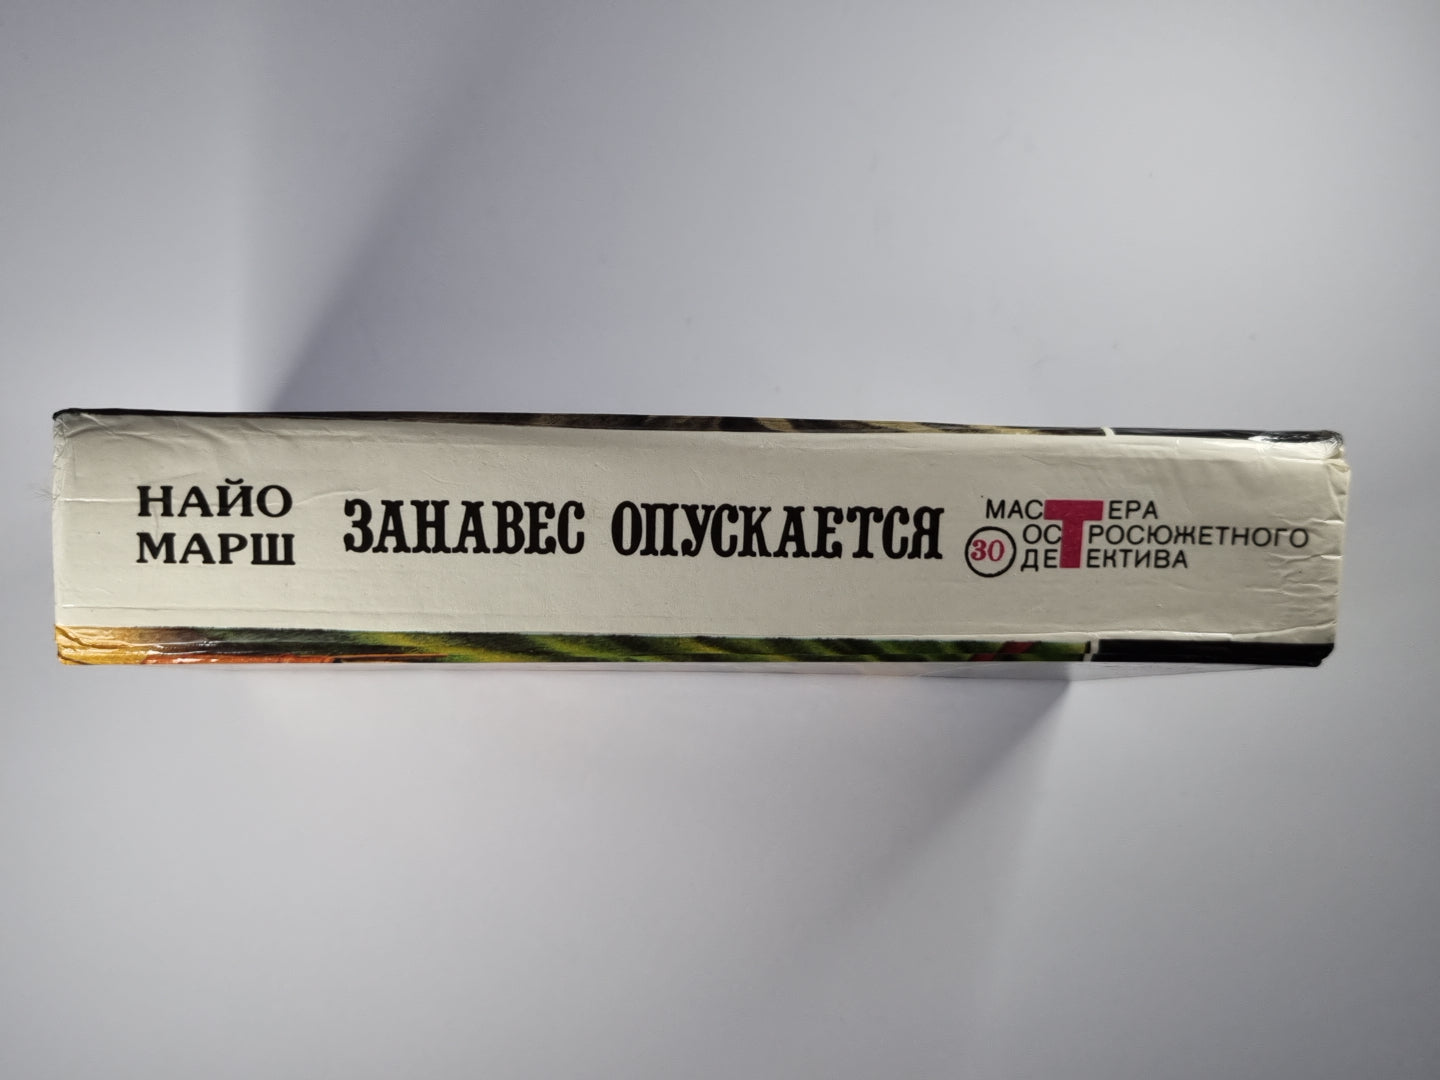 НАЙО
МАРШ
ЗАНАВЕС ОПУСКАЕТСЯ
МАСТЕРА
ОСТРОСЮЖЕТНОГО
ДЕТЕКТИВА
30